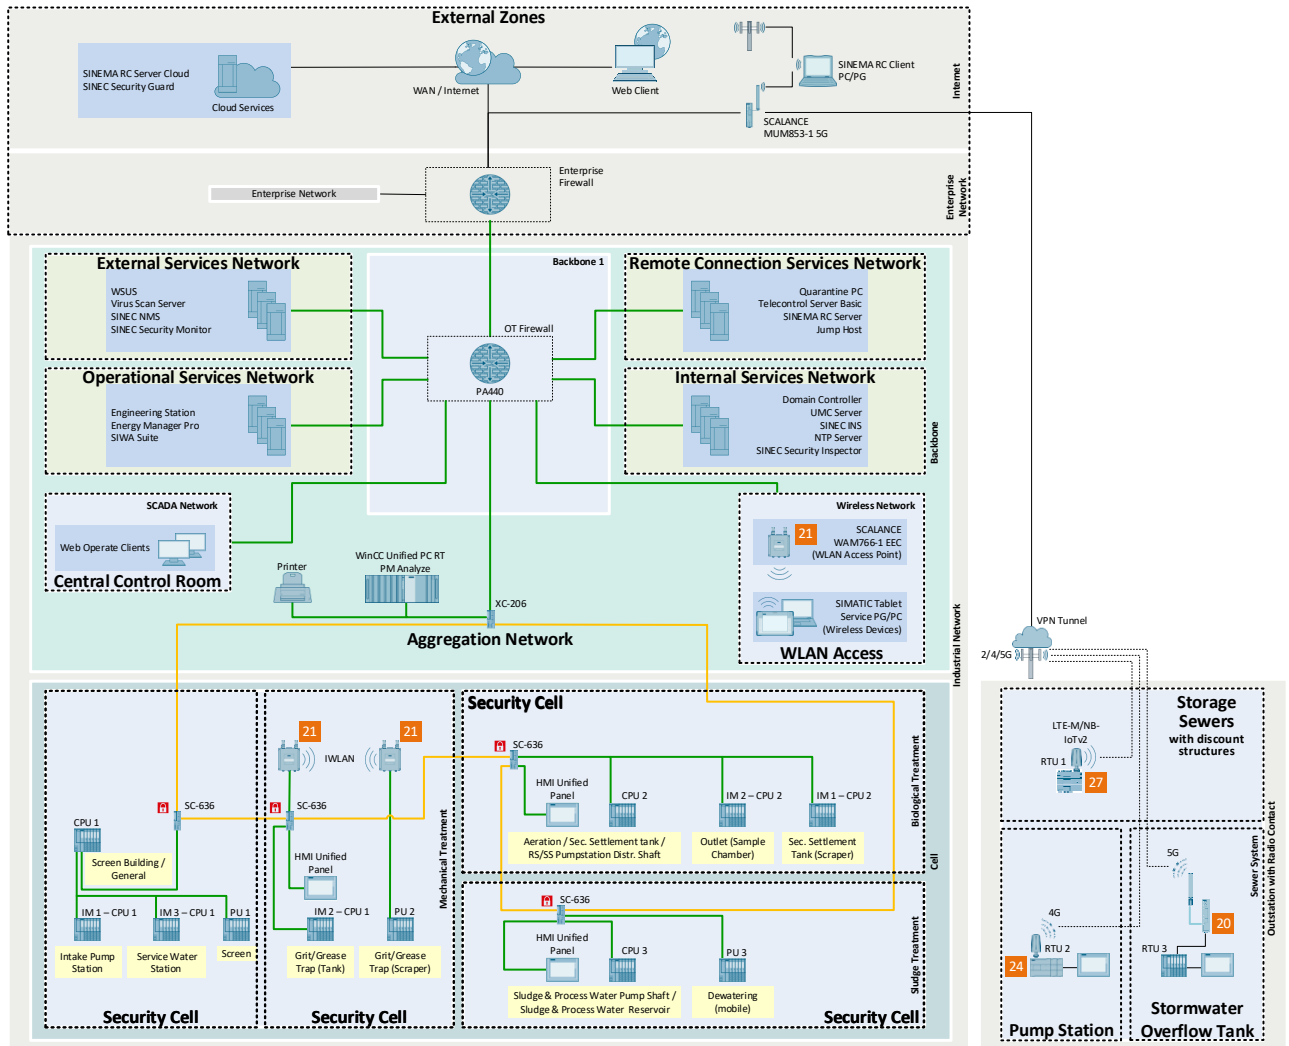 External Zones
SINEMA RC Server Cloud
SINEC Security Guard
Cloud Services
WAN / Internet
Web Client
SINEMA RC Client
PC/PG
SCALANCE
MUM853-1 5G
Internet
Enterprise
Firewall
Enterprise Network
Enterprise
Network
External Services Network
WSUS
Virus Scan Server
SINEC NMS
SINEC Security Monitor
Backbone 1
Remote Connection Services Network
Quarantine PC
Telecontrol Server Basic
SINEMA RC Server
Jump Host
OT Firewall
PA440
Operational Services Network
Engineering Station
Energy Manager Pro
SIWA Suite
Internal Services Network
Domain Controller
UMC Server
SINEC INS
NTP Server
SINEC Security Inspector
Backbone
SCADA Network
Web Operate Clients
Central Control Room
Wireless Network
21
SCALANCE
WAM766-1 EEC
(WLAN Access Point)
SIMATIC Tablet
Service PG/PC
(Wireless Devices)
WLAN Access
Printer
WinCC Unified PC RT
PM Analyze
XC-206
Aggregation Network
Industrial Network
VPN Tunnel
2/4/5G
SC-636
CPU 1
Screen Building /
General
IM 1 – CPU 1
IM 3 – CPU 1
PU 1
Intake Pump
Station
Service Water
Station
Screen
Security Cell
21
21
IWLAN
SC-636
HMI Unified
Panel
IM 2 – CPU 1
PU 2
Grit/Grease
Trap (Tank)
Grit/Grease
Trap (Scraper)
Security Cell
Mechanical Treatment
Security Cell
SC-636
HMI Unified
Panel
CPU 2
IM 2 – CPU 2
IM 1 – CPU 2
Aeration / Sec. Settlement tank /
RS/SS Pumpstation Distr. Shaft
Outlet (Sample
Chamber)
Sec. Settlement
Tank (Scraper)
Biological Treatment
Cell
SC-636
HMI Unified
Panel
CPU 3
PU 3
Sludge & Process Water Pump Shaft /
Sludge & Process Water Reservoir
Dewatering
(mobile)
Security Cell
Sludge Treatment
Storage
Sewers
with discount
structures
LTE-M/NB-
IoTv2
RTU 1
27
4G
RTU 2
24
Pump Station
5G
20
RTU 3
Stormwater
Overflow Tank
Sewer System
Outstation with Radio Contact